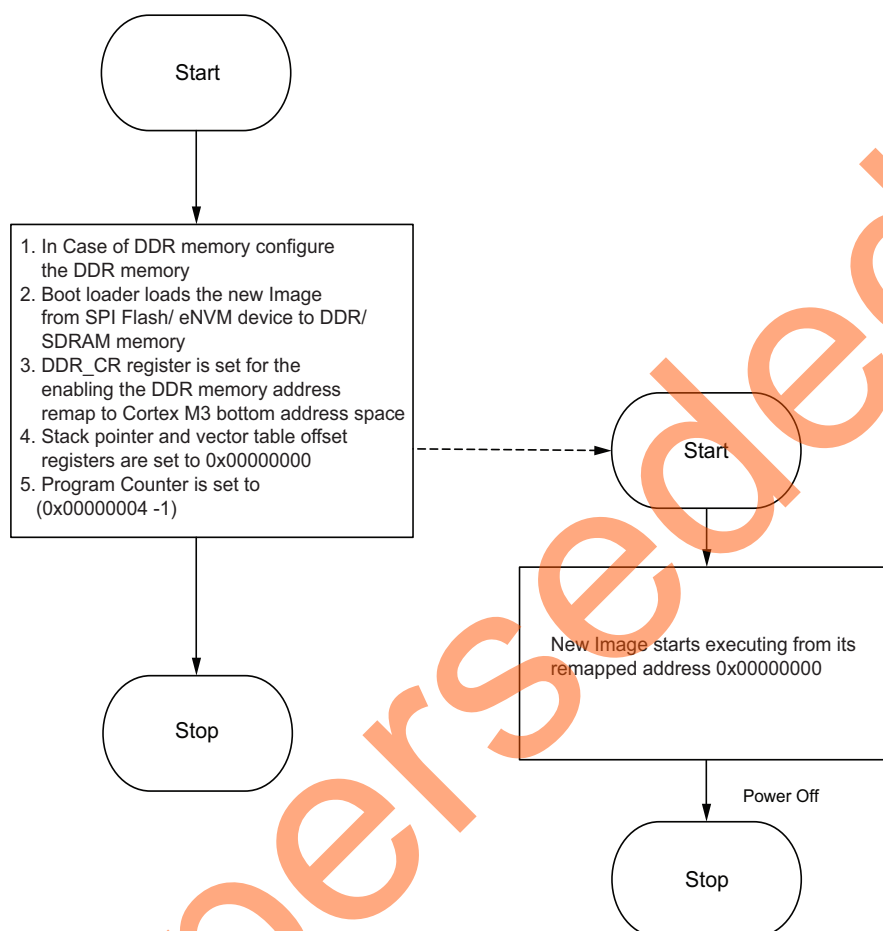 Start
1. In Case of DDR memory configure
the DDR memory
2. Boot loader loads the new Image
from SPI Flash/ eNVM device to DDR/
SDRAM memory
3. DDR_CR register is set for the
enabling the DDR memory address
remap to Cortex M3 bottom address space
4. Stack pointer and vector table offset
registers are set to 0x00000000
5. Program Counter is set to
(0x00000004 -1)
Stop
Start
New Image starts executing from its
remapped address 0x00000000
Power Off
Stop
perseded